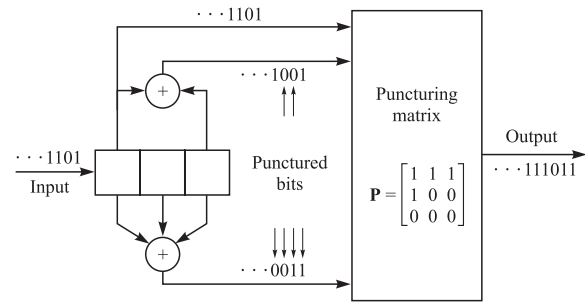 · · · 1101
· · · 1001
+
Puncturing
matrix
· · · 1101
Input
Punctured
bits
Output
· · · 111011
P = [1 1 1
1 0 0
0 0 0]
+
· · · 0011